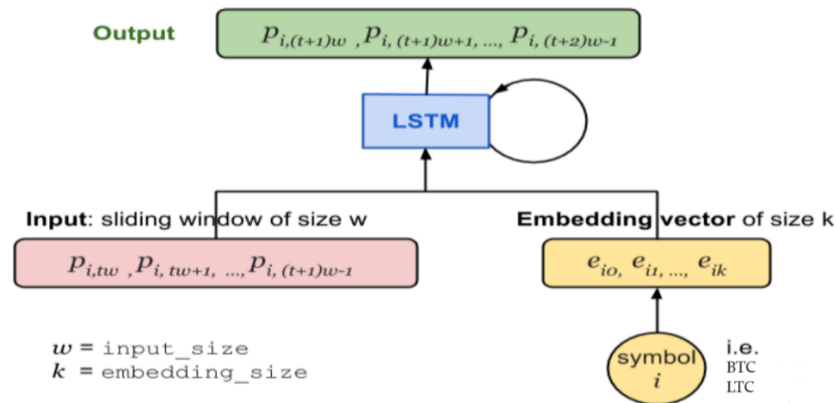 Output
p_{i,(t+1)w} , p_{i, (t+1)w+1}, ..., p_{i, (t+2)w-1}
LSTM
Input: sliding window of size w
Embedding vector of size k
p_{i,tw} , p_{i, tw+1}, ..., p_{i, (t+1)w-1}
e_{io}, e_{i1}, ..., e_{ik}
w = input_size
k = embedding_size
symbol
i
i.e.
BTC
LTC